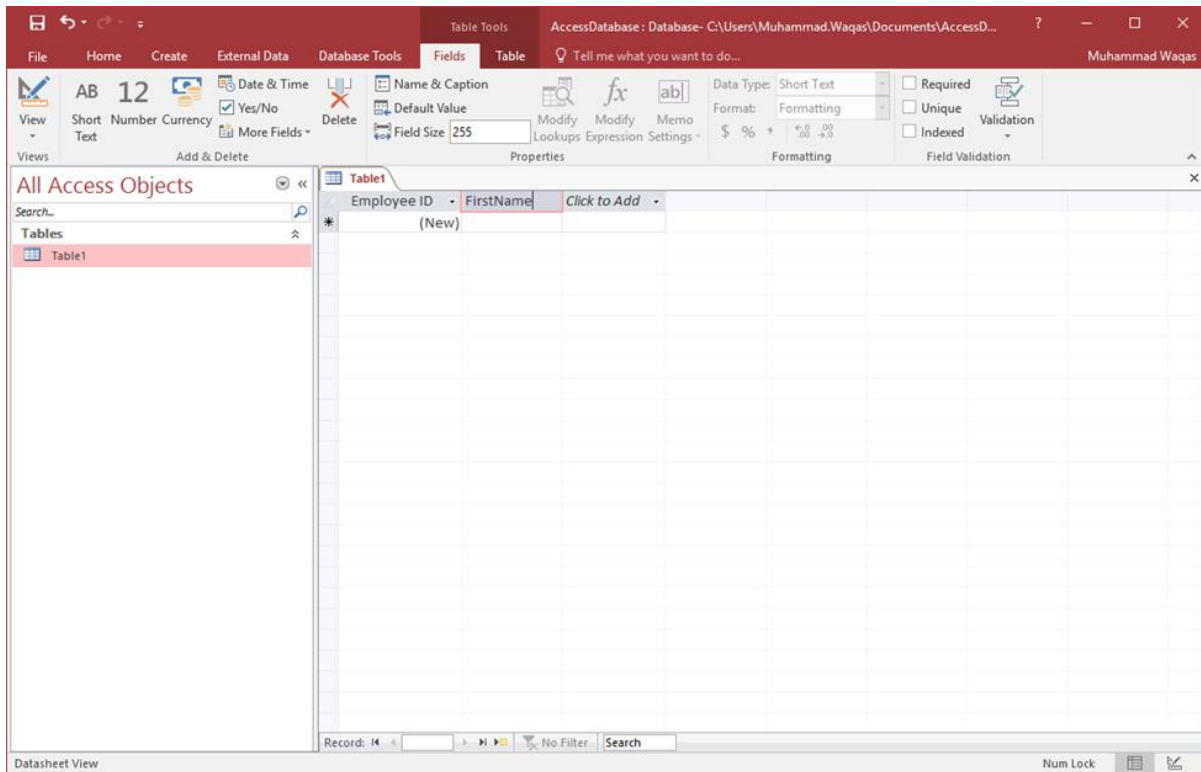 Table Tools
AccessDatabase : Database- C:\Users\Muhammad.Waqas\Documents\AccessD...
?
File Home Create External Data Database Tools Fields Table Tell me what you want to do... Muhammad Waqas
View
Views
AB
Short
Text
12
Number
Currency
Date & Time
Yes/No
More Fields
Add & Delete
Delete
Name & Caption
Default Value
Field Size 255
Modify
Lookups
fx
Modify
Expression
ab
Memo
Settings
Properties
Data Type: Short Text
Format: Formatting
$ % , .00 .0
Formatting
Required
Unique
Indexed
Validation
Field Validation
All Access Objects
Search...
Tables
Table1
Table1
Employee ID FirstName Click to Add
(New)
Record: No Filter Search
Datasheet View Num Lock